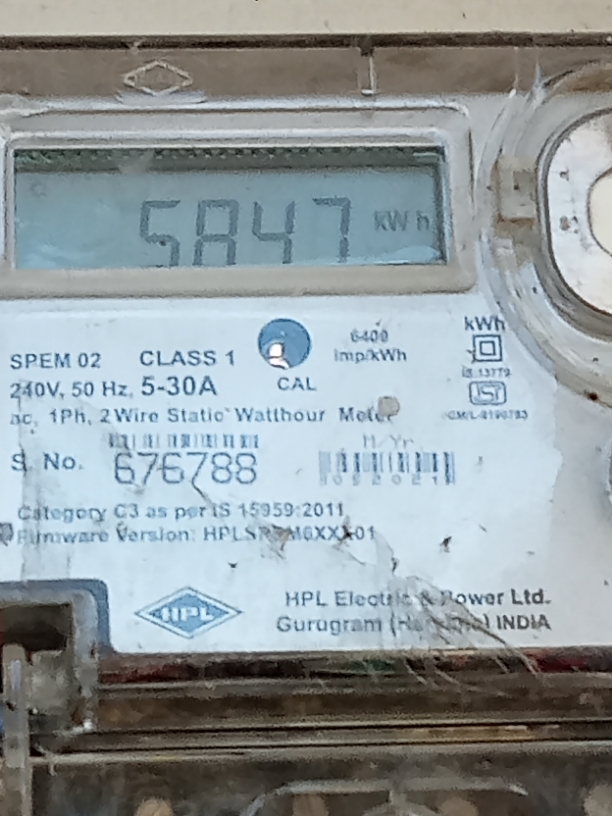 5847 kWh
6400
SPEM 02 CLASS 1 imp/kWh kWh
240V, 50 Hz, 5-30A CAL IS 13779
ac, 1Ph, 2 Wire Static Watthour Meter
M/Yr
S. No. 676788
Category C3 as per IS 15959:2011
Firmware Version:
HPL
HPL Electric & Power Ltd.
Gurugram INDIA